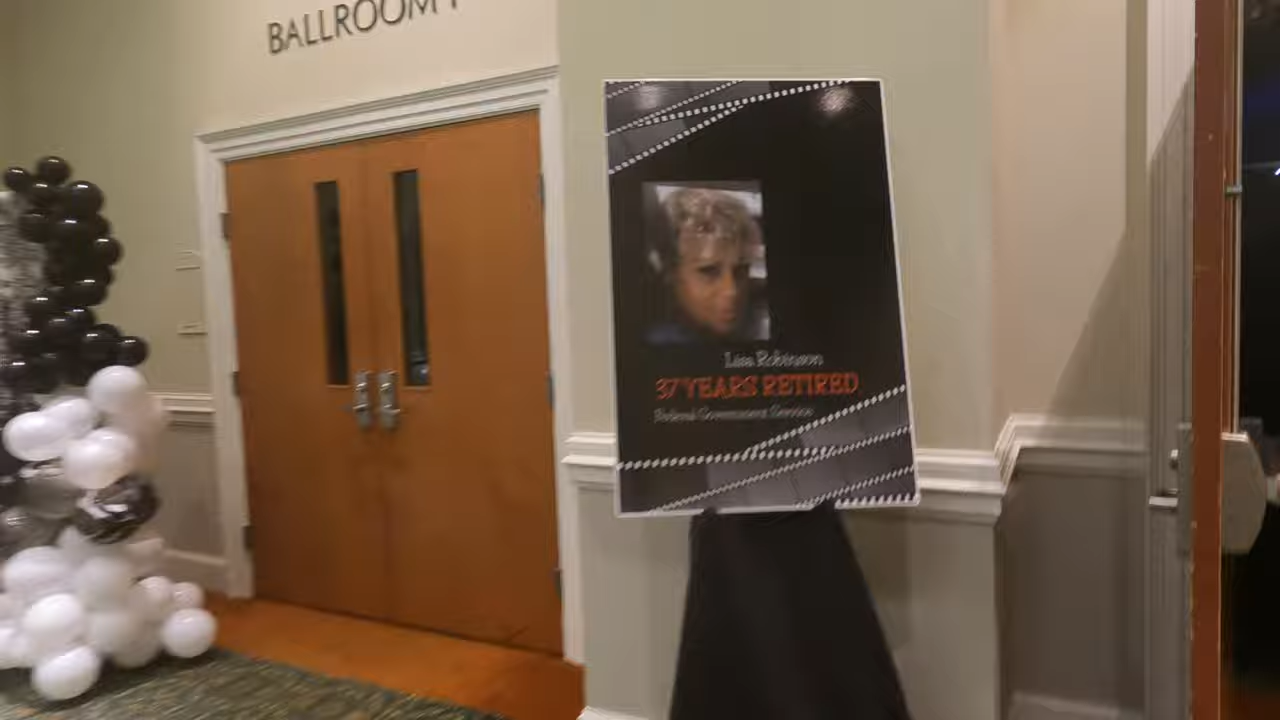 BALLROOM
Lisa Robinson
37 YEARS RETIRED
Federal Government Service